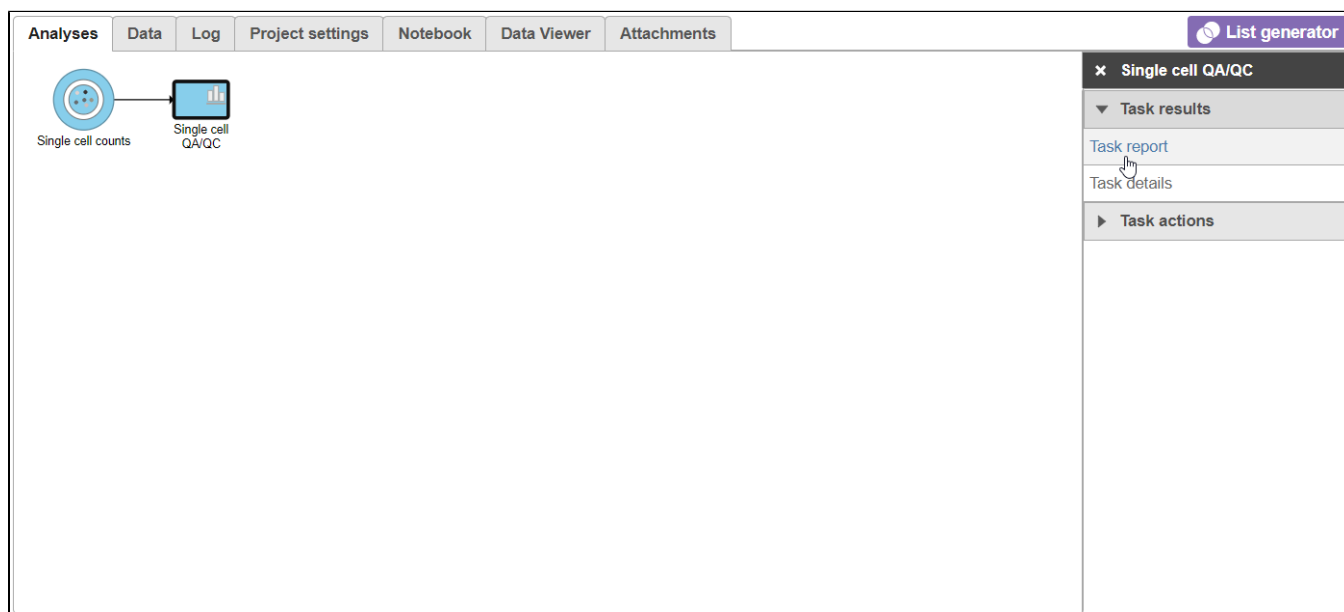 Analyses Data Log Project settings Notebook Data Viewer Attachments List generator
Single cell QA/QC
Task results
Task report
Task details
Task actions
Single cell counts
Single cell
QA/QC